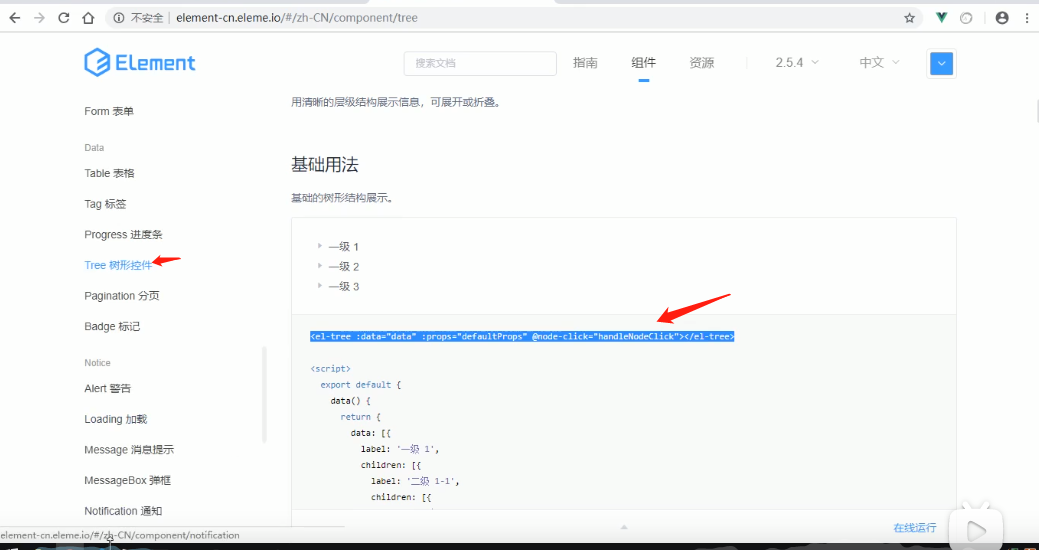 不安全 | element-cn.eleme.io/#/zh-CN/component/tree
Element
搜索文档
指南
组件
资源
2.5.4
中文
Form 表单
Data
Table 表格
Tag 标签
Progress 进度条
Tree 树形控件
Pagination 分页
Badge 标记
Notice
Alert 警告
Loading 加载
Message 消息提示
MessageBox 弹框
Notification 通知
用清晰的层级结构展示信息，可展开或折叠。
基础用法
基础的树形结构展示。
一级 1
一级 2
一级 3
<el-tree :data="data" :props="defaultProps" @node-click="handleNodeClick"></el-tree>
<script>
export default {
data() {
return {
data: [{
label: '一级 1',
children: [{
label: '二级 1-1',
children: [{
在线运行
element-cn.eleme.io/#/zh-CN/component/notification